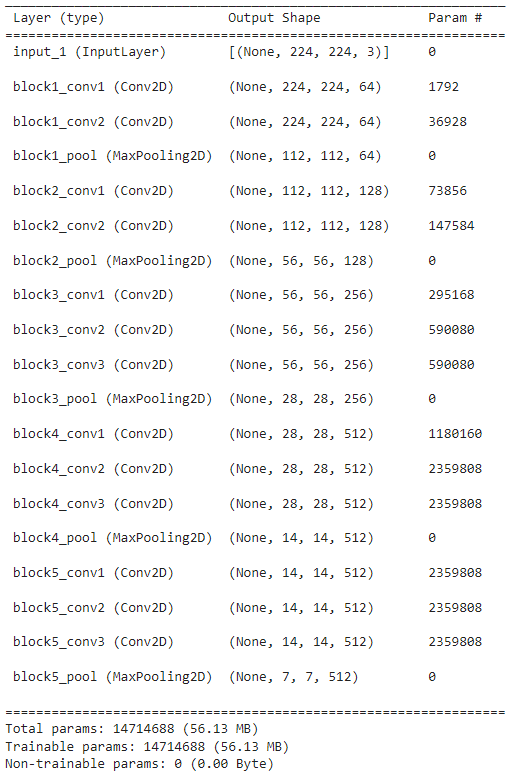 Layer (type) Output Shape Param #
=================================================================
input_1 (InputLayer) [(None, 224, 224, 3)] 0
block1_conv1 (Conv2D) (None, 224, 224, 64) 1792
block1_conv2 (Conv2D) (None, 224, 224, 64) 36928
block1_pool (MaxPooling2D) (None, 112, 112, 64) 0
block2_conv1 (Conv2D) (None, 112, 112, 128) 73856
block2_conv2 (Conv2D) (None, 112, 112, 128) 147584
block2_pool (MaxPooling2D) (None, 56, 56, 128) 0
block3_conv1 (Conv2D) (None, 56, 56, 256) 295168
block3_conv2 (Conv2D) (None, 56, 56, 256) 590080
block3_conv3 (Conv2D) (None, 56, 56, 256) 590080
block3_pool (MaxPooling2D) (None, 28, 28, 256) 0
block4_conv1 (Conv2D) (None, 28, 28, 512) 1180160
block4_conv2 (Conv2D) (None, 28, 28, 512) 2359808
block4_conv3 (Conv2D) (None, 28, 28, 512) 2359808
block4_pool (MaxPooling2D) (None, 14, 14, 512) 0
block5_conv1 (Conv2D) (None, 14, 14, 512) 2359808
block5_conv2 (Conv2D) (None, 14, 14, 512) 2359808
block5_conv3 (Conv2D) (None, 14, 14, 512) 2359808
block5_pool (MaxPooling2D) (None, 7, 7, 512) 0
=================================================================
Total params: 14714688 (56.13 MB)
Trainable params: 14714688 (56.13 MB)
Non-trainable params: 0 (0.00 Byte)